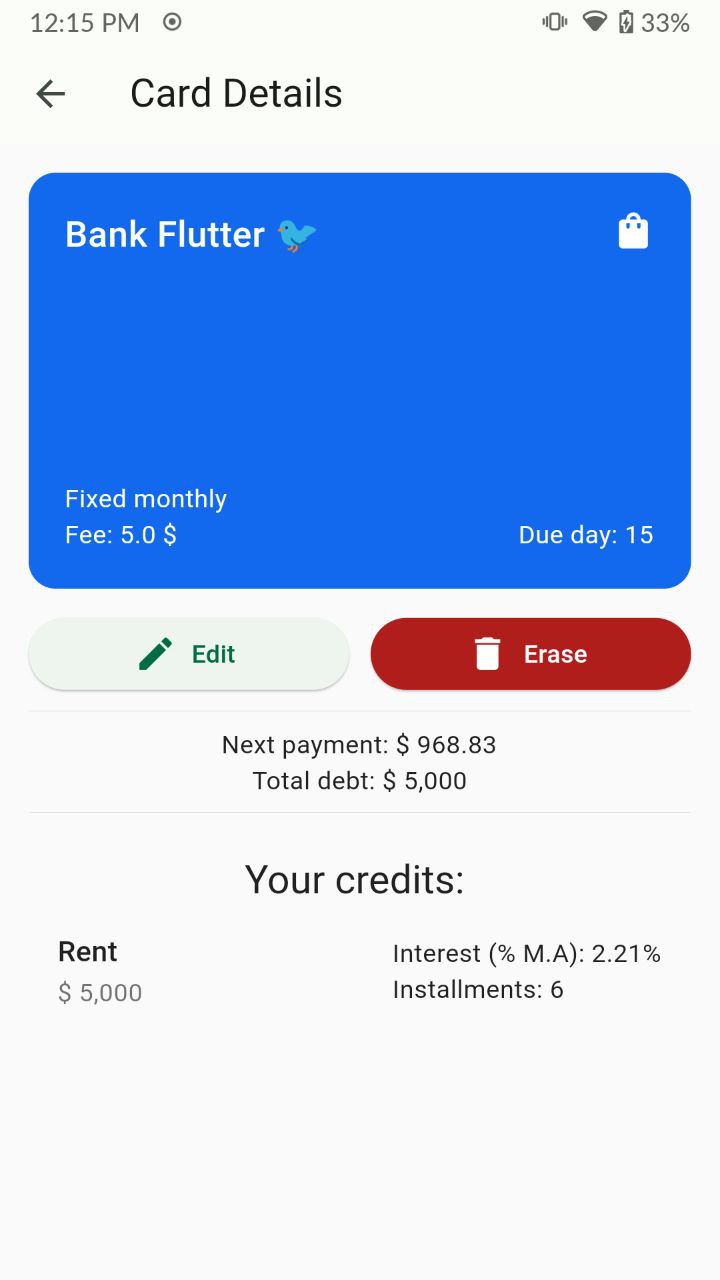 12:15 PM 33%
Card Details
Bank Flutter
Fixed monthly
Fee: 5.0 $ Due day: 15
Edit Erase
Next payment: $ 968.83
Total debt: $ 5,000
Your credits:
Rent Interest (% M.A): 2.21%
$ 5,000 Installments: 6